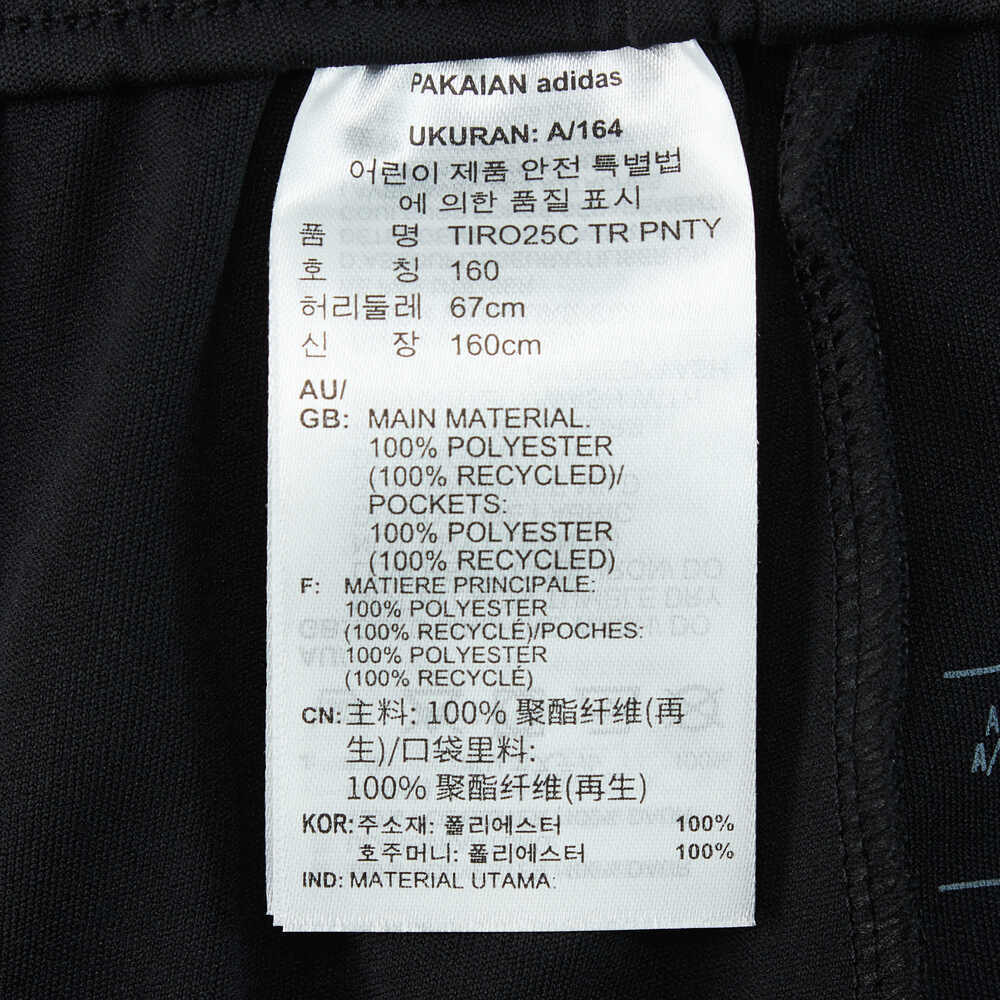 PAKAIAN adidas
UKURAN: A/164
어린이 제품 안전 특별법
에 의한 품질 표시
품 명 TIRO25C TR PNTY
호 칭 160
허리둘레 67cm
신 장 160cm
AU/
GB: MAIN MATERIAL:
100% POLYESTER
(100% RECYCLED)/
POCKETS:
100% POLYESTER
(100% RECYCLED)
F: MATIERE PRINCIPALE:
100% POLYESTER
(100% RECYCLÉ)/POCHES:
100% POLYESTER
(100% RECYCLÉ)
CN: 主料: 100% 聚酯纤维(再
生)/口袋里料:
100% 聚酯纤维(再生)
KOR: 주소재: 폴리에스터 100%
호주머니: 폴리에스터 100%
IND: MATERIAL UTAMA: